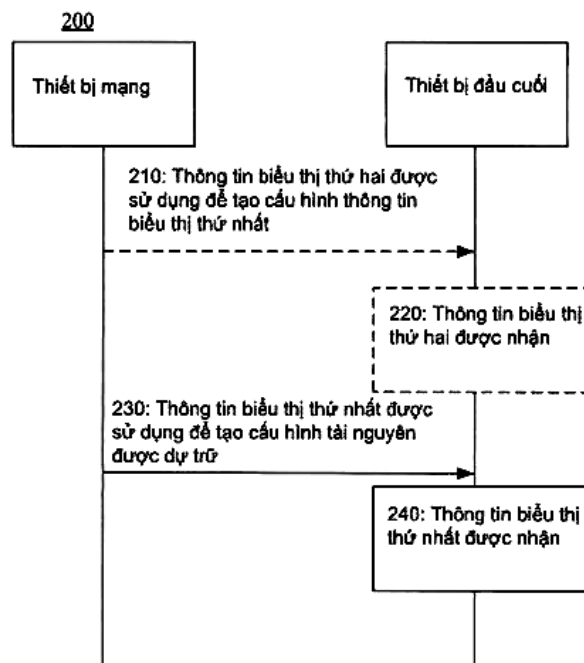 200
Thiết bị mạng
Thiết bị đầu cuối
210: Thông tin biểu thị thứ hai được
sử dụng để tạo cấu hình thông tin
biểu thị thứ nhất
220: Thông tin biểu thị
thứ hai được nhận
230: Thông tin biểu thị thứ nhất được
sử dụng để tạo cấu hình tài nguyên
được dự trữ
240: Thông tin biểu thị
thứ nhất được nhận